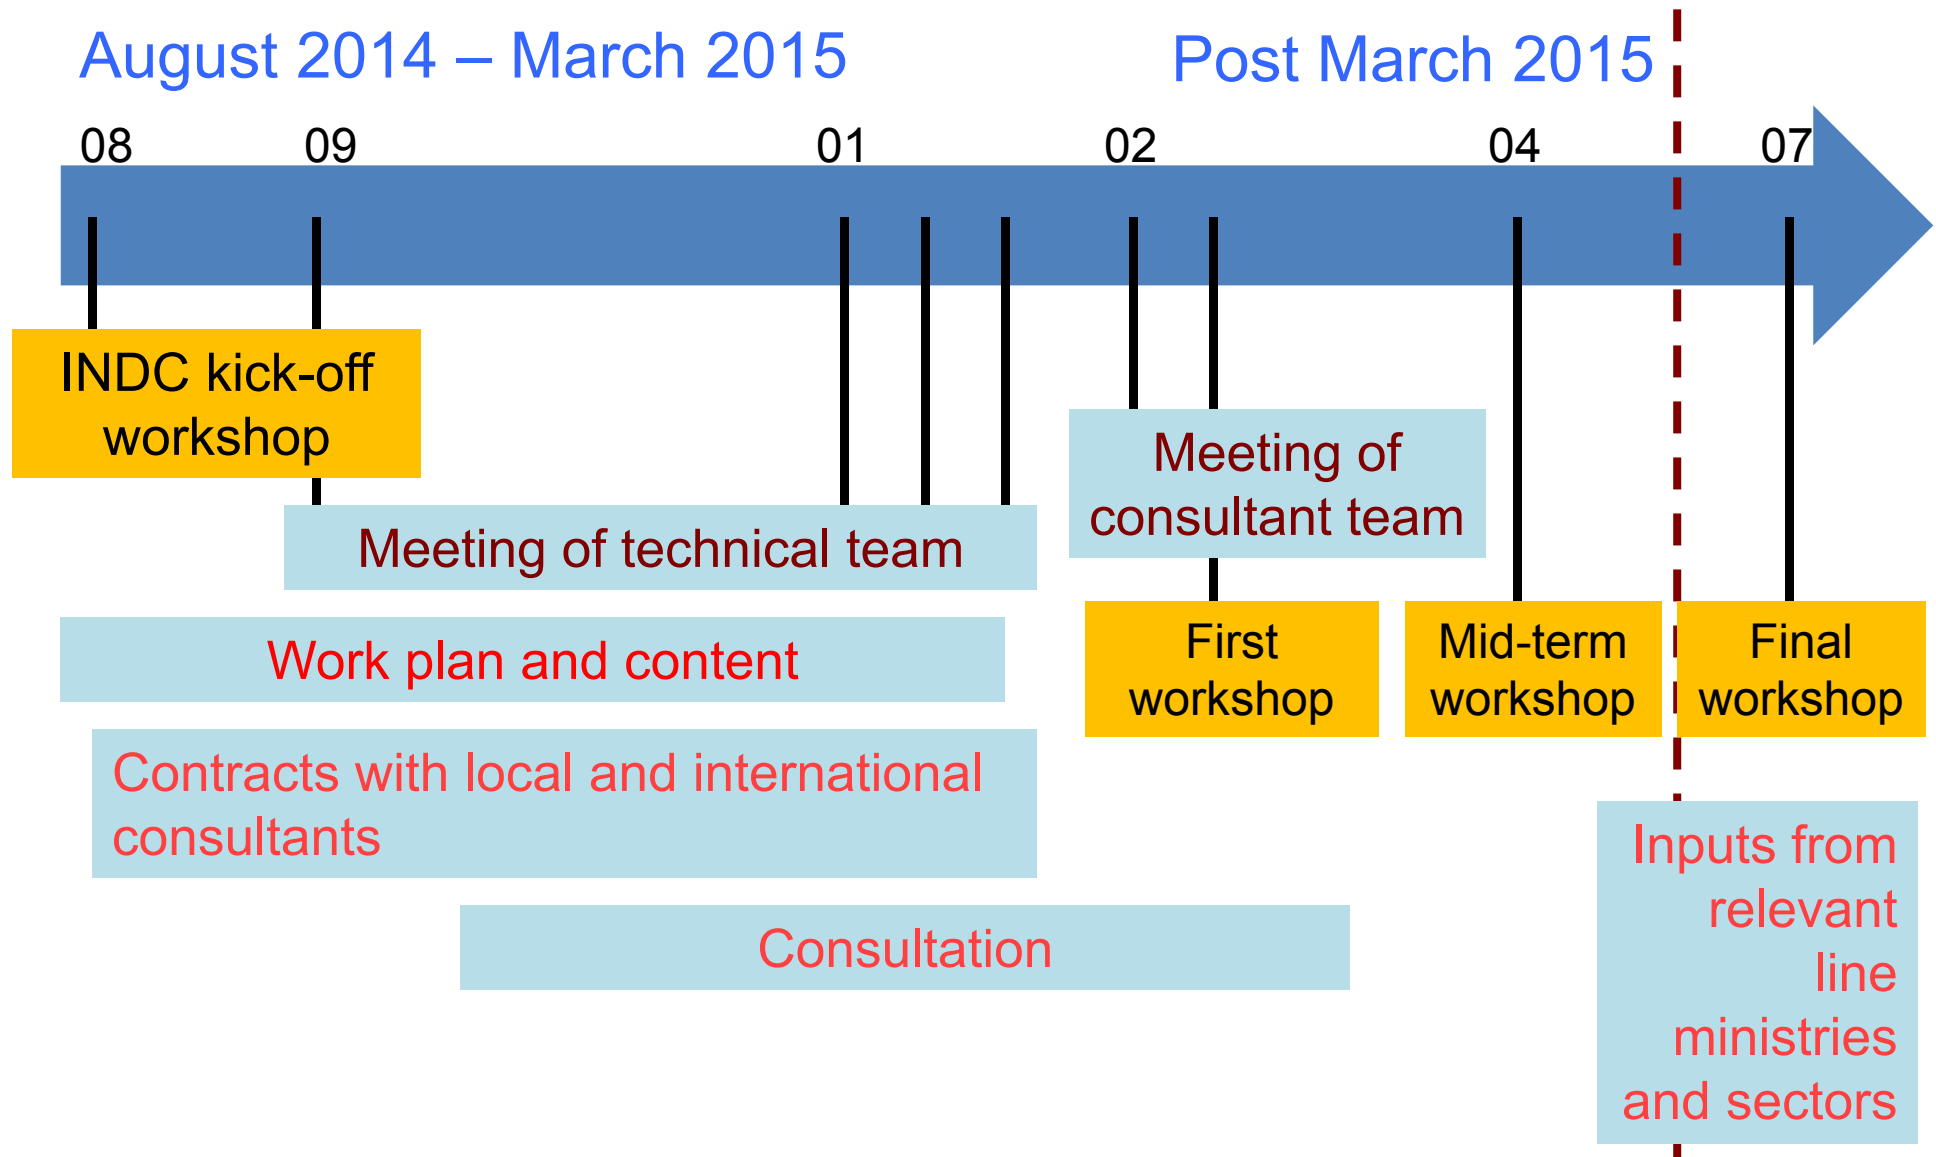 August 2014 – March 2015
Post March 2015
08
09
01
02
04
07
INDC kick-off
workshop
Meeting of
consultant team
Meeting of technical team
First
workshop
Mid-term
workshop
Final
workshop
Work plan and content
Contracts with local and international
consultants
Inputs from
relevant
line
ministries
and sectors
Consultation